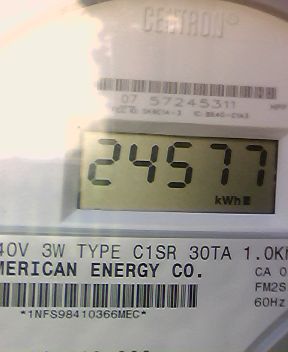 CENTRON®
07 57245311
24577
kWh
40V 3W TYPE C1SR 30TA 1.0K
MERICAN ENERGY CO.
CA 0
FM2S
60Hz
*1NFS98410366MEC*